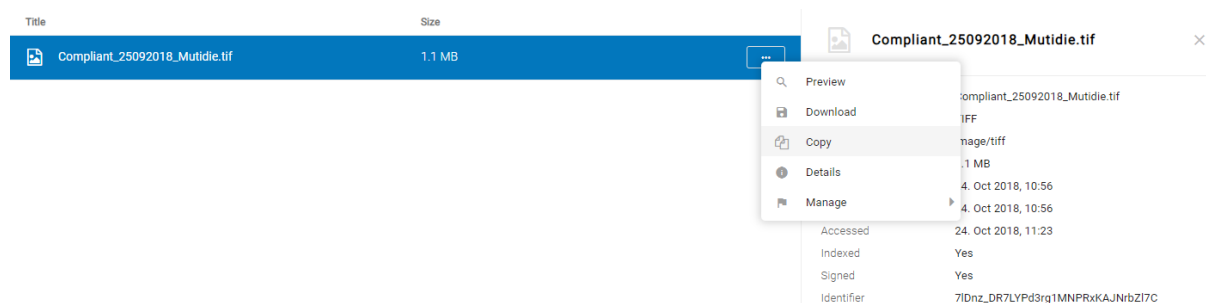 Title Size
Compliant_25092018_Mutidie.tif 1.1 MB ...
Preview
Download
Copy
Details
Manage
Compliant_25092018_Mutidie.tif
ompliant_25092018_Mutidie.tif
IFF
mage/tiff
.1 MB
4. Oct 2018, 10:56
4. Oct 2018, 10:56
Accessed 24. Oct 2018, 11:23
Indexed Yes
Signed Yes
Identifier